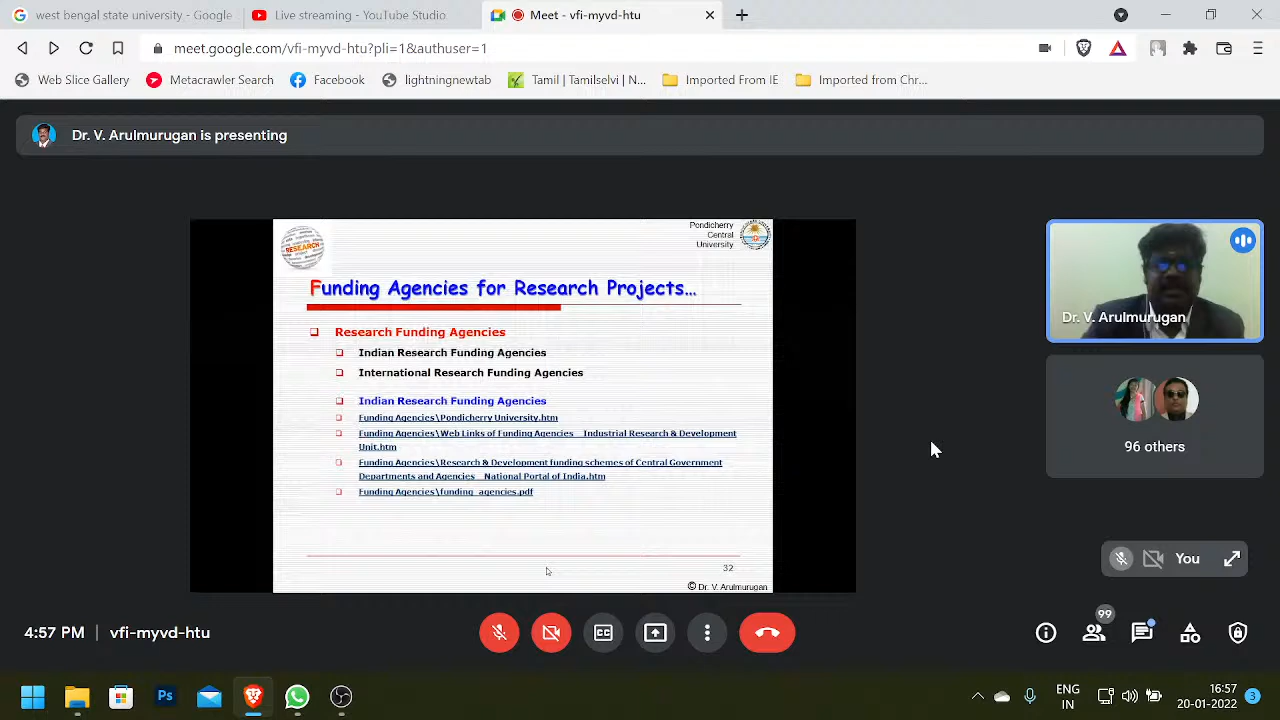 west bengal state university - Google
Live streaming - YouTube Studio
Meet - vfi-myvd-htu
meet.google.com/vfi-myvd-htu?pli=1&authuser=1
Web Slice Gallery
Metacrawler Search
Facebook
lightningnewtab
Tamil | Tamilselvi | N...
Imported From IE
Imported from Chr...
Dr. V. Arulmurugan is presenting
RESEARCH
Pondicherry
Central
University
Funding Agencies for Research Projects...
Research Funding Agencies
Indian Research Funding Agencies
International Research Funding Agencies
Indian Research Funding Agencies
Funding Agencies\Pondicherry University.htm
Funding Agencies\Web Links of Funding Agencies _ Industrial Research & Development
Unit.htm
Funding Agencies\Research & Development funding schemes of Central Government
Departments and Agencies _ National Portal of India.htm
Funding Agencies\funding_agencies.pdf
32
© Dr. V. Arulmurugan
Dr. V. Arulmurugan
96 others
You
4:57 PM | vfi-myvd-htu
99
Ps
ENG
IN
16:57
20-01-2022
3